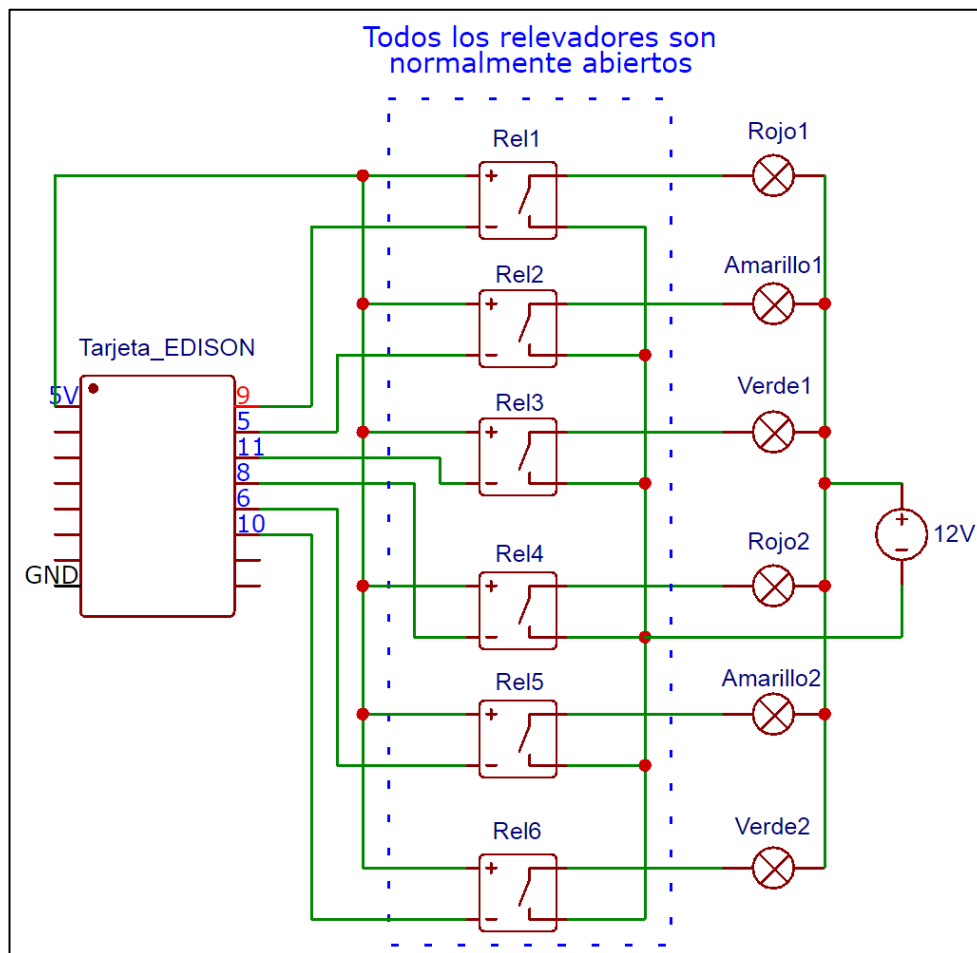 Todos los relevadores son
normalmente abiertos
Rel1
Rojo1
+
−
Rel2
Amarillo1
+
−
Tarjeta_EDISON
Rel3
Verde1
+
−
5V
9
5
11
8
6
10
GND
+
−
12V
Rel4
Rojo2
+
−
Rel5
Amarillo2
+
−
Rel6
Verde2
+
−